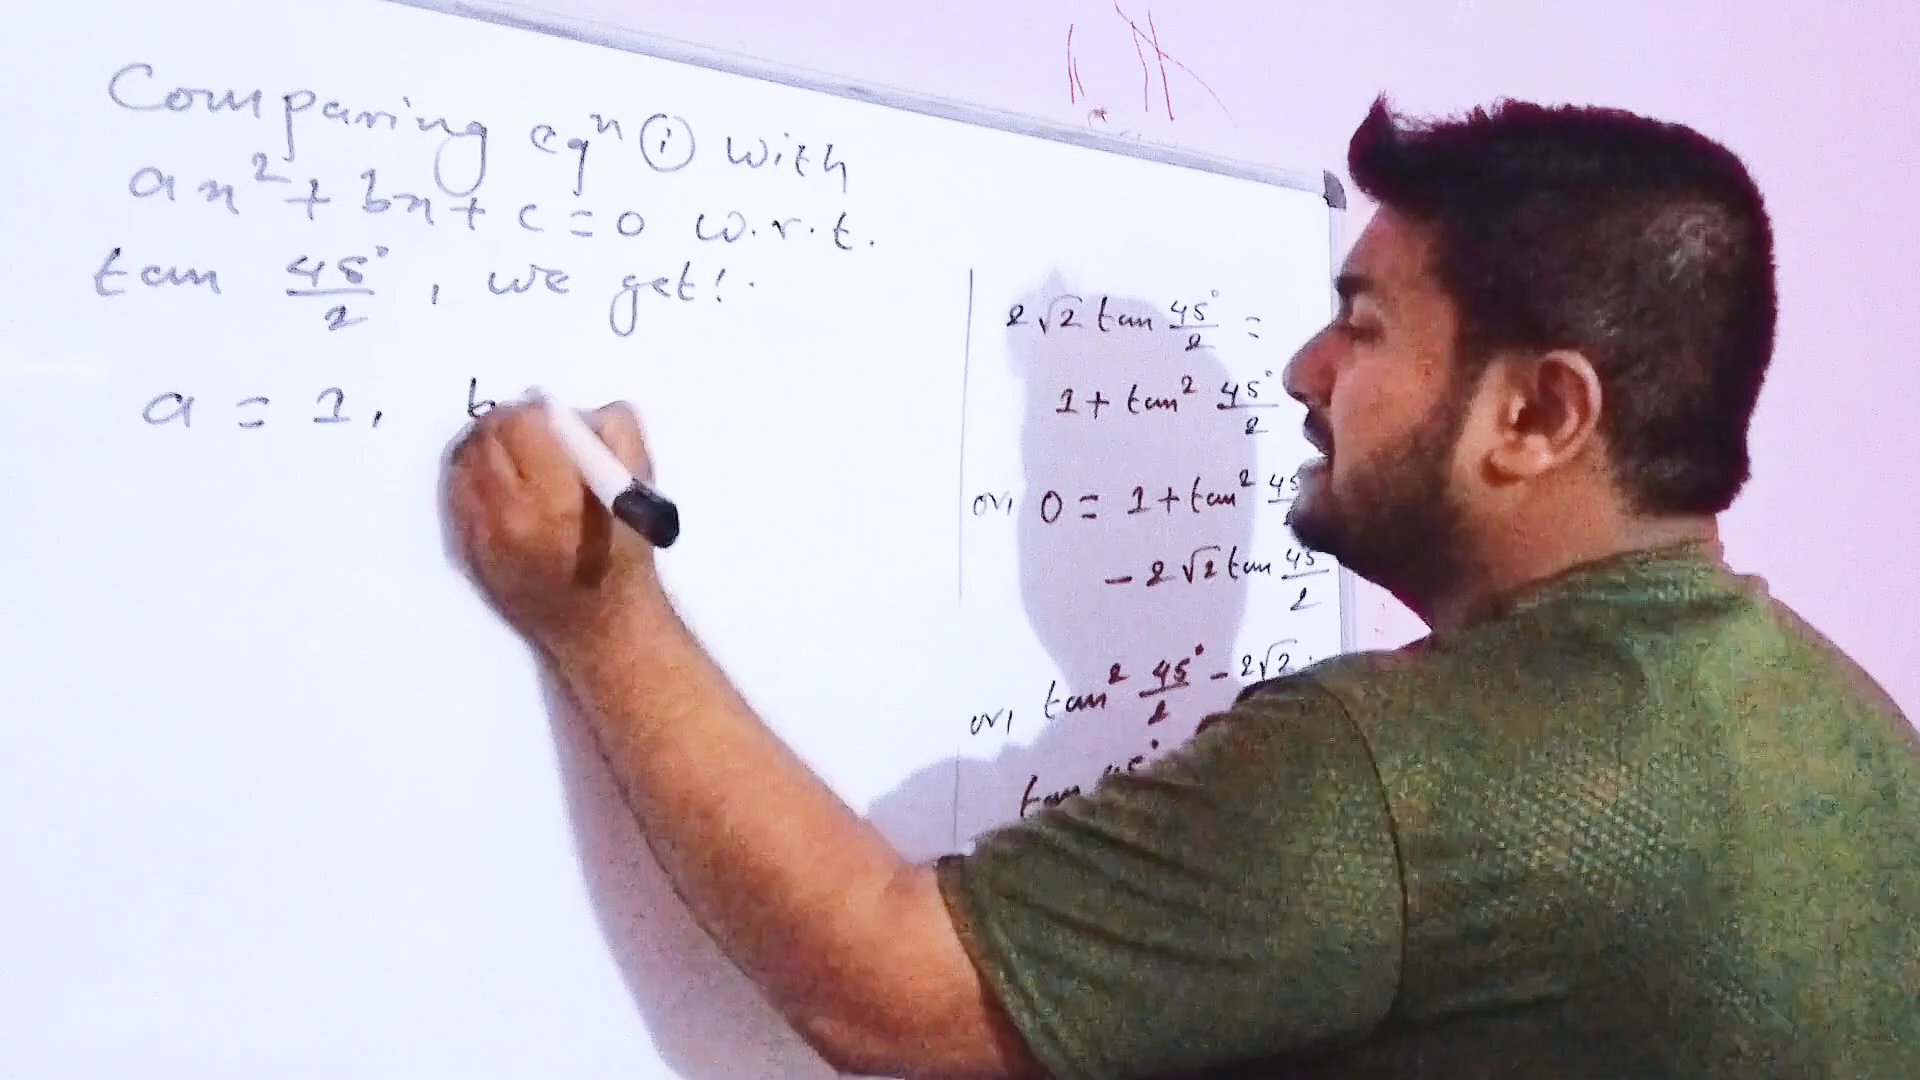 Comparing eqⁿ ⓘ with
ax² + bx + c = 0 w.r.t.
tan 45°/2 , we get:-
a = 1, b
2√2 tan 45°/2 =
1 + tan² 45°/2
or, 0 = 1 + tan² 45
- 2√2 tan 45/2
or, tan² 45°/2 - 2√2
tan